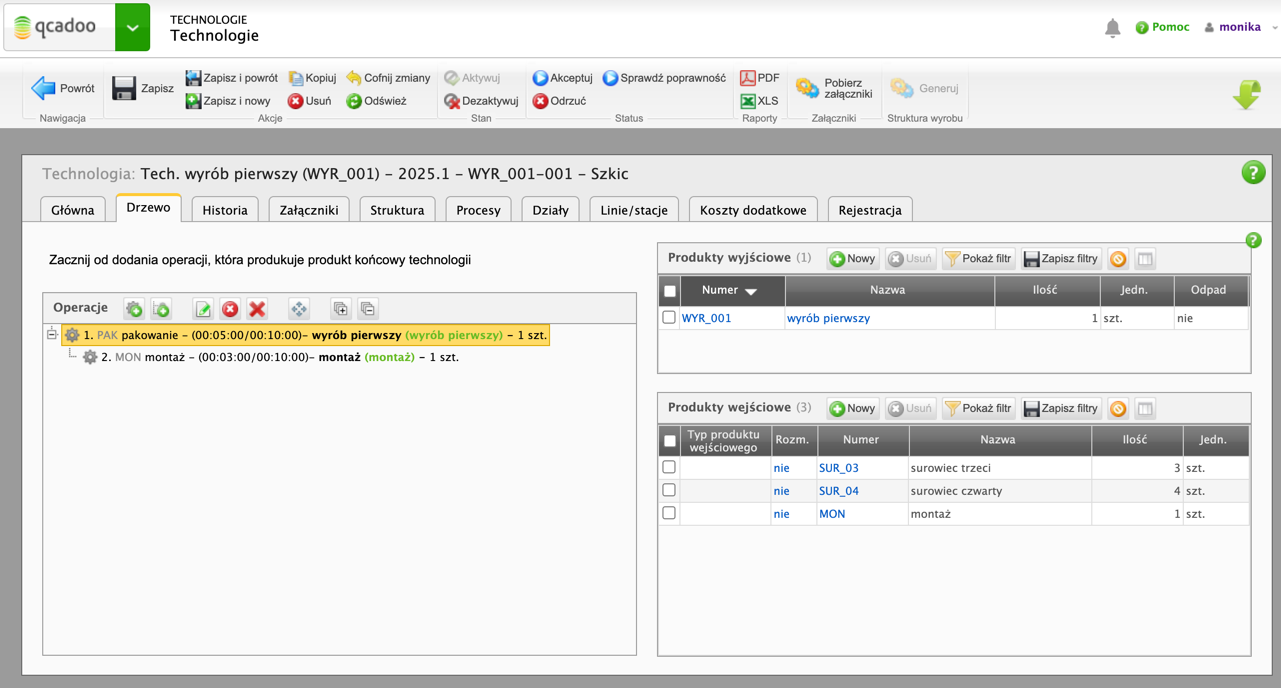 qcadoo
TECHNOLOGIE
Technologie
Pomoc
monika
Powrót
Nawigacja
Zapisz
Zapisz i powrót
Zapisz i nowy
Kopiuj
Usuń
Cofnij zmiany
Odśwież
Akcje
Aktywuj
Dezaktywuj
Stan
Akceptuj
Odrzuć
Sprawdź poprawność
Status
PDF
XLS
Raporty
Pobierz
załączniki
Załączniki
Generuj
Struktura wyrobu
Technologia: Tech. wyrób pierwszy (WYR_001) - 2025.1 - WYR_001-001 - Szkic
Główna
Drzewo
Historia
Załączniki
Struktura
Procesy
Działy
Linie/stacje
Koszty dodatkowe
Rejestracja
Zacznij od dodania operacji, która produkuje produkt końcowy technologii
Operacje
1. PAK pakowanie - (00:05:00/00:10:00)- wyrób pierwszy (wyrób pierwszy) - 1 szt.
2. MON montaż - (00:03:00/00:10:00)- montaż (montaż) - 1 szt.
Produkty wyjściowe (1) Nowy Usuń Pokaż filtr Zapisz filtry
Numer Nazwa Ilość Jedn. Odpad
WYR_001 wyrób pierwszy 1 szt. nie
Produkty wejściowe (3) Nowy Usuń Pokaż filtr Zapisz filtry
Typ produktu
wejściowego Rozm. Numer Nazwa Ilość Jedn.
nie SUR_03 surowiec trzeci 3 szt.
nie SUR_04 surowiec czwarty 4 szt.
nie MON montaż 1 szt.